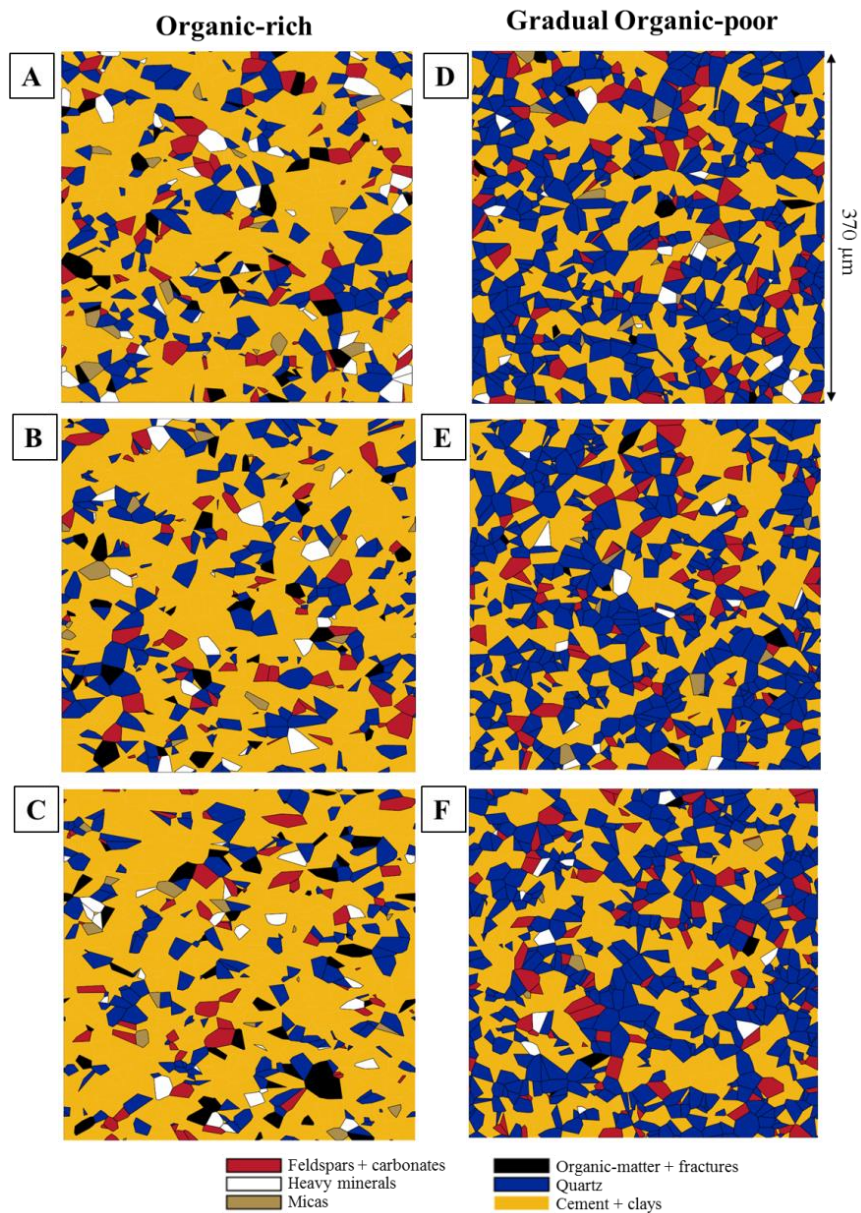 Organic-rich
Gradual Organic-poor
A
D
370 µm
B
E
C
F
Feldspars + carbonates
Heavy minerals
Micas
Organic-matter + fractures
Quartz
Cement + clays